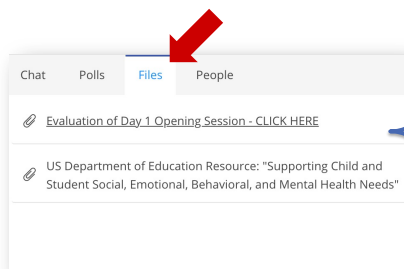 Chat Polls Files People
Evaluation of Day 1 Opening Session - CLICK HERE
US Department of Education Resource: "Supporting Child and
Student Social, Emotional, Behavioral, and Mental Health Needs"